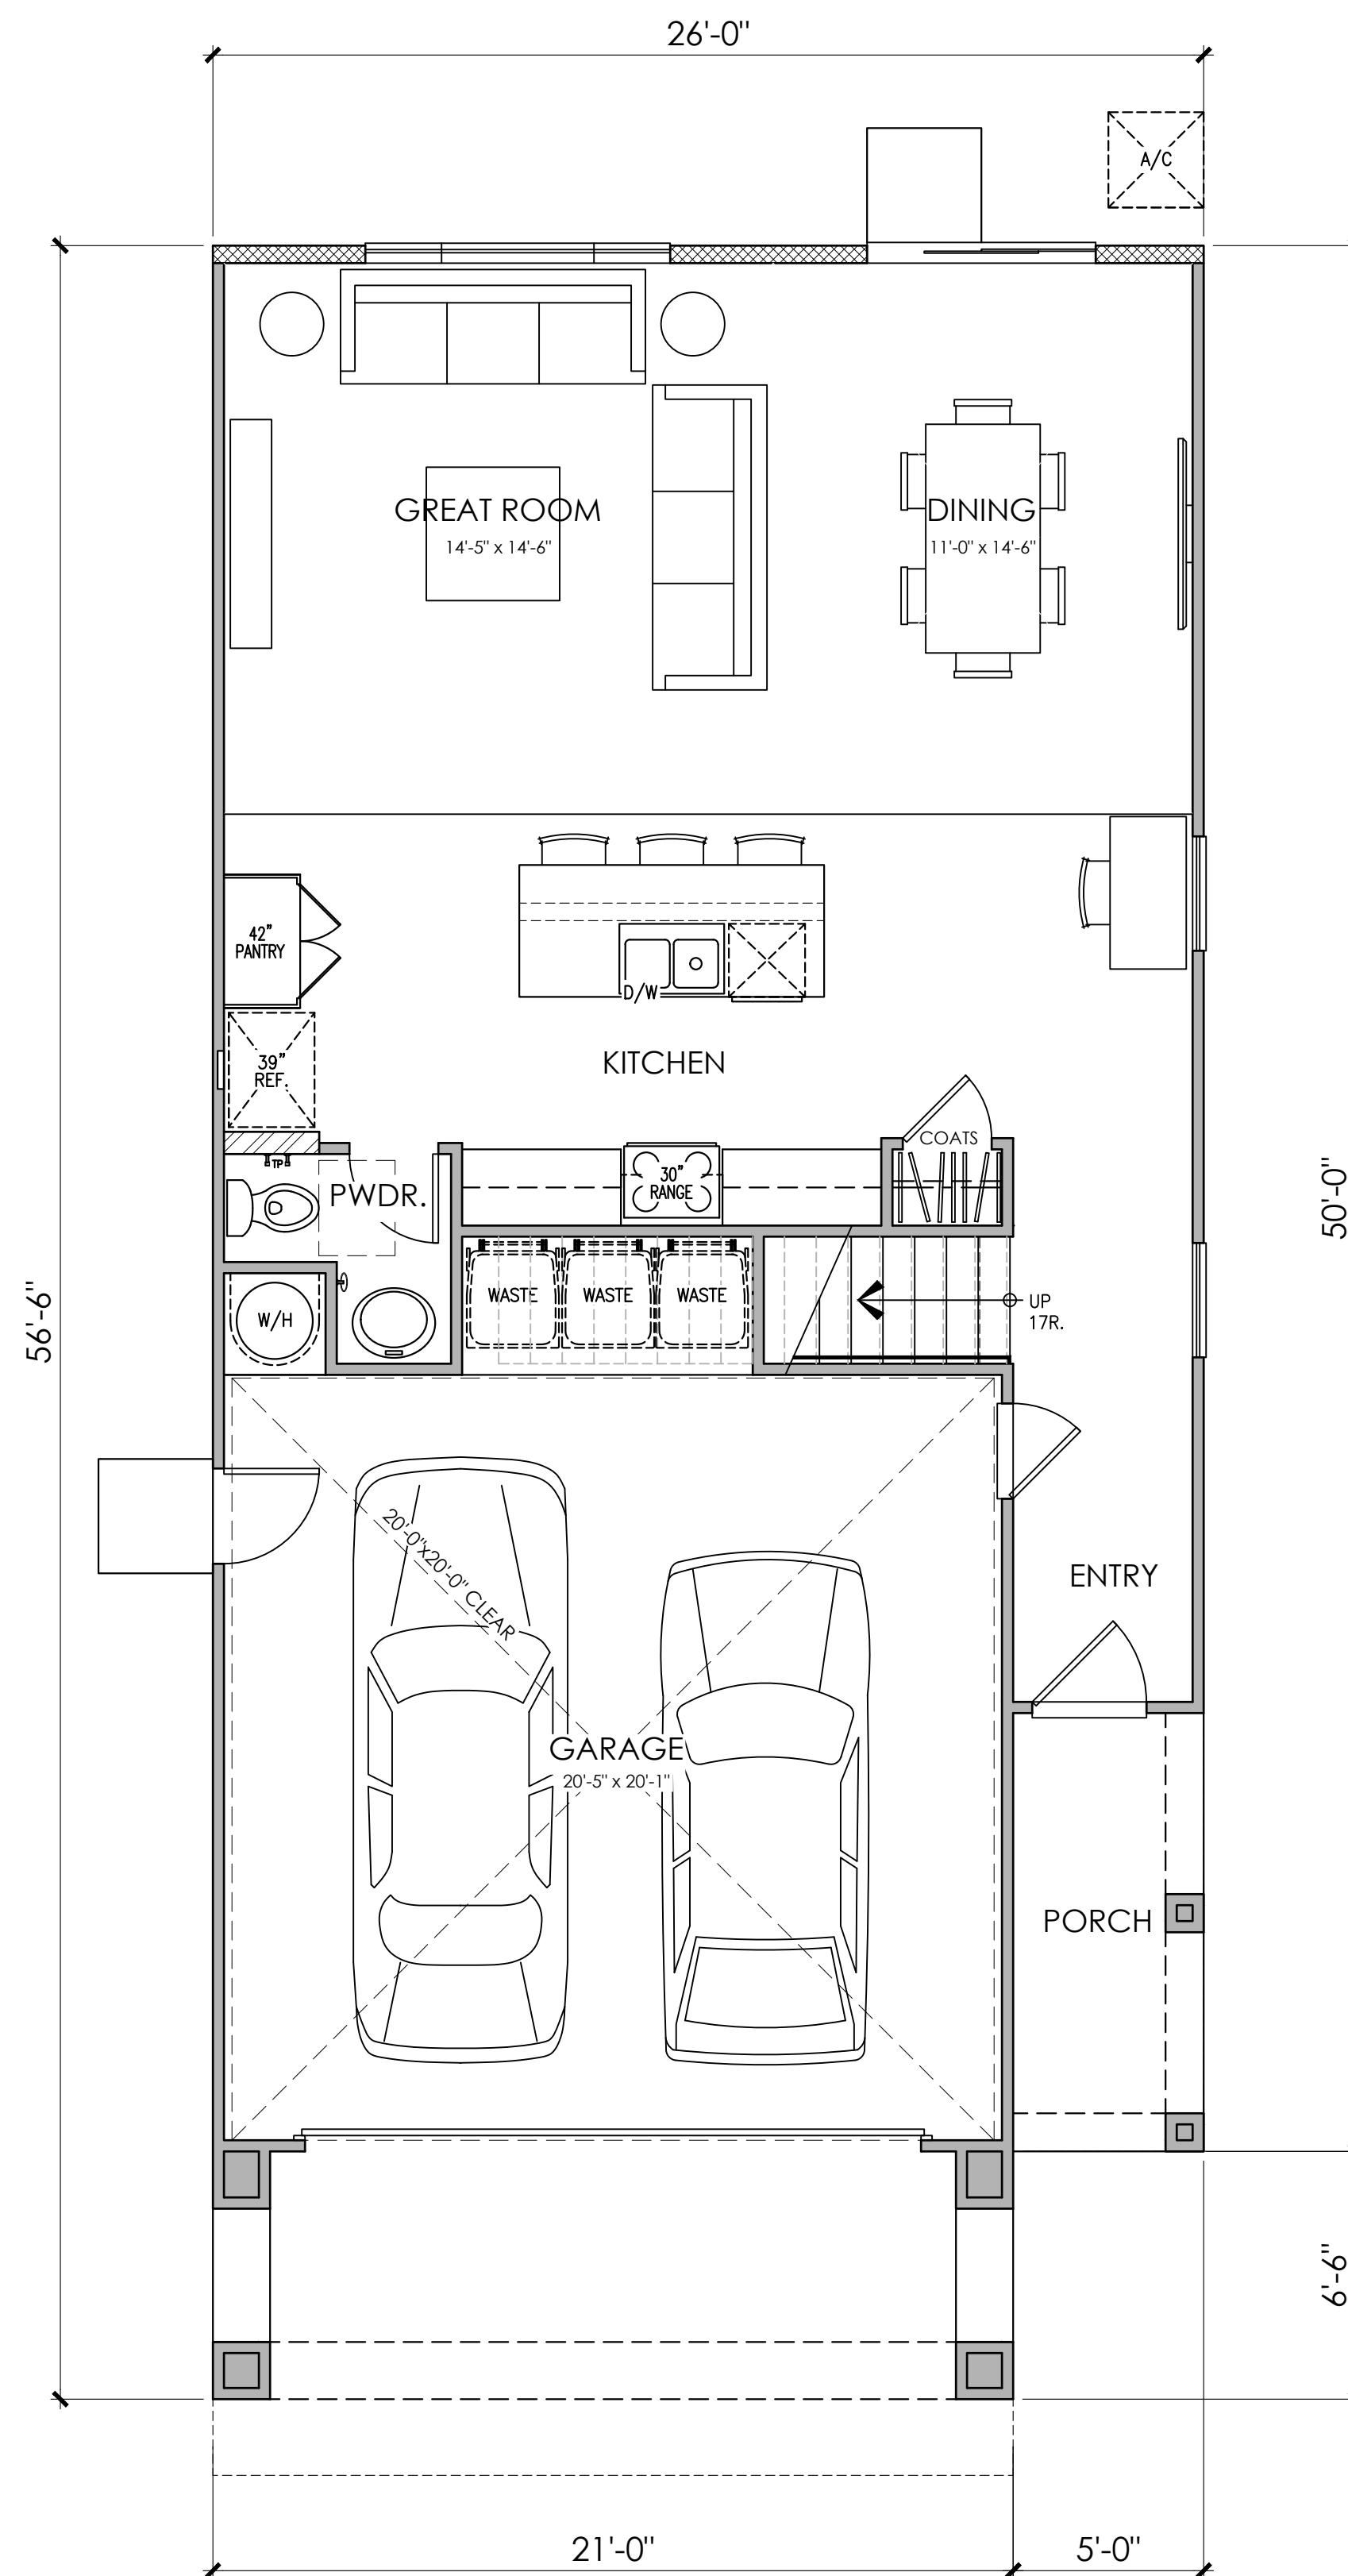 26'-0"
A/C
GREAT ROOM
14'-5" x 14'-6"
DINING
11'-0" x 14'-6"
42"
PANTRY
D/W
39"
REF.
KITCHEN
COATS
TP
PWDR.
30"
RANGE
50'-0"
56'-6"
W/H
WASTE
WASTE
WASTE
UP
17R.
20'-0"x20'-0" CLEAR
ENTRY
GARAGE
20'-5" x 20'-1"
PORCH
6'-6"
21'-0"
5'-0"